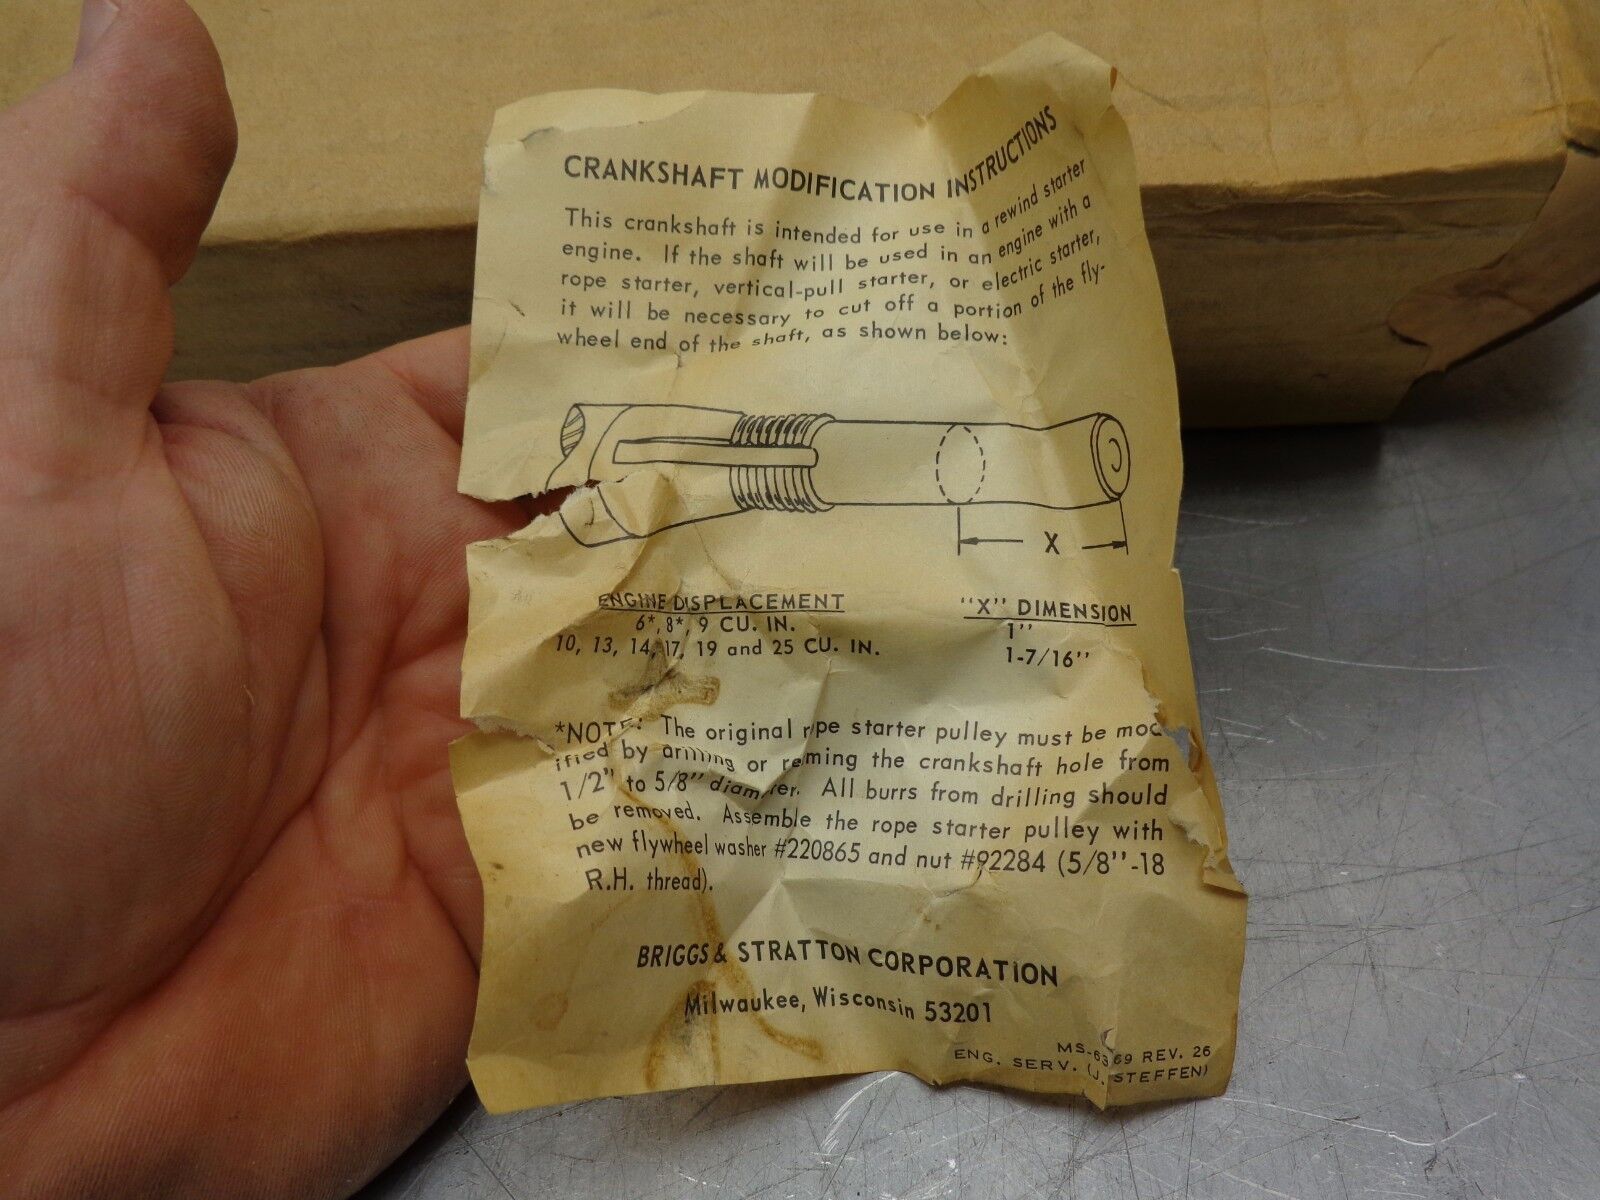 CRANKSHAFT MODIFICATION INSTRUCTIONS
This crankshaft is intended for use in a rewind starter
engine. If the shaft will be used in an engine with a
rope starter, vertical-pull starter, or electric starter,
it will be necessary to cut off a portion of the fly-
wheel end of the shaft, as shown below:
X
ENGINE DISPLACEMENT "X" DIMENSION
6*, 8*, 9 CU. IN. 1"
10, 13, 14, 17, 19 and 25 CU. IN. 1-7/16"
*NOTE: The original rope starter pulley must be mod
ified by drilling or reming the crankshaft hole from
1/2" to 5/8" diameter. All burrs from drilling should
be removed. Assemble the rope starter pulley with
new flywheel washer #220865 and nut #92284 (5/8"-18
R.H. thread).
BRIGGS & STRATTON CORPORATION
Milwaukee, Wisconsin 53201
MS-6369 REV. 26
ENG. SERV. (J. STEFFEN)